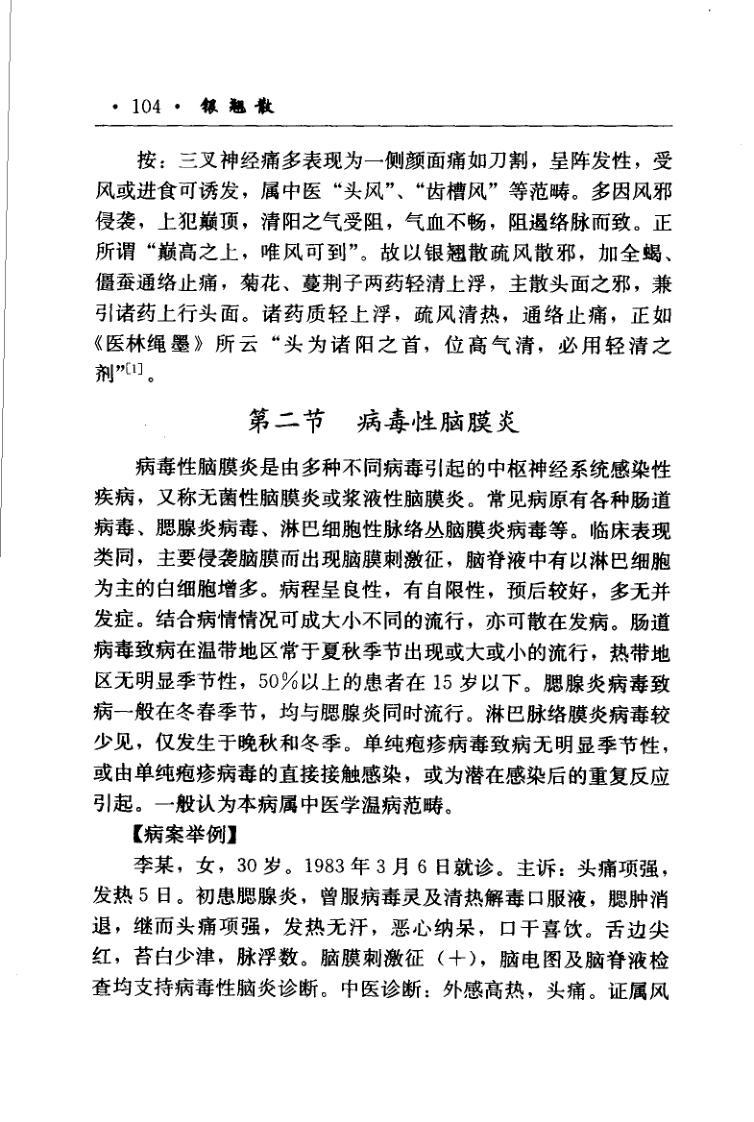 · 104 · 银翘散
按：三叉神经痛多表现为一侧颜面痛如刀割，呈阵发性，受
风或进食可诱发，属中医“头风”、“齿槽风”等范畴。多因风邪
侵袭，上犯巅顶，清阳之气受阻，气血不畅，阻遏络脉而致。正
所谓“巅高之上，唯风可到”。故以银翘散疏风散邪，加全蝎、
僵蚕通络止痛，菊花、蔓荆子两药轻清上浮，主散头面之邪，兼
引诸药上行头面。诸药质轻上浮，疏风清热，通络止痛，正如
《医林绳墨》所云“头为诸阳之首，位高气清，必用轻清之
剂”[1]。
第二节　病毒性脑膜炎
病毒性脑膜炎是由多种不同病毒引起的中枢神经系统感染性
疾病，又称无菌性脑膜炎或浆液性脑膜炎。常见病原有各种肠道
病毒、腮腺炎病毒、淋巴细胞性脉络丛脑膜炎病毒等。临床表现
类同，主要侵袭脑膜而出现脑膜刺激征，脑脊液中有以淋巴细胞
为主的白细胞增多。病程呈良性，有自限性，预后较好，多无并
发症。结合病情情况可成大小不同的流行，亦可散在发病。肠道
病毒致病在温带地区常于夏秋季节出现或大或小的流行，热带地
区无明显季节性，50%以上的患者在 15 岁以下。腮腺炎病毒致
病一般在冬春季节，均与腮腺炎同时流行。淋巴脉络膜炎病毒较
少见，仅发生于晚秋和冬季。单纯疱疹病毒致病无明显季节性，
或由单纯疱疹病毒的直接接触感染，或为潜在感染后的重复反应
引起。一般认为本病属中医学温病范畴。
【病案举例】
李某，女，30 岁。1983 年 3 月 6 日就诊。主诉：头痛项强，
发热 5 日。初患腮腺炎，曾服病毒灵及清热解毒口服液，腮肿消
退，继而头痛项强，发热无汗，恶心纳呆，口干喜饮。舌边尖
红，苔白少津，脉浮数。脑膜刺激征（＋），脑电图及脑脊液检
查均支持病毒性脑炎诊断。中医诊断：外感高热，头痛。证属风